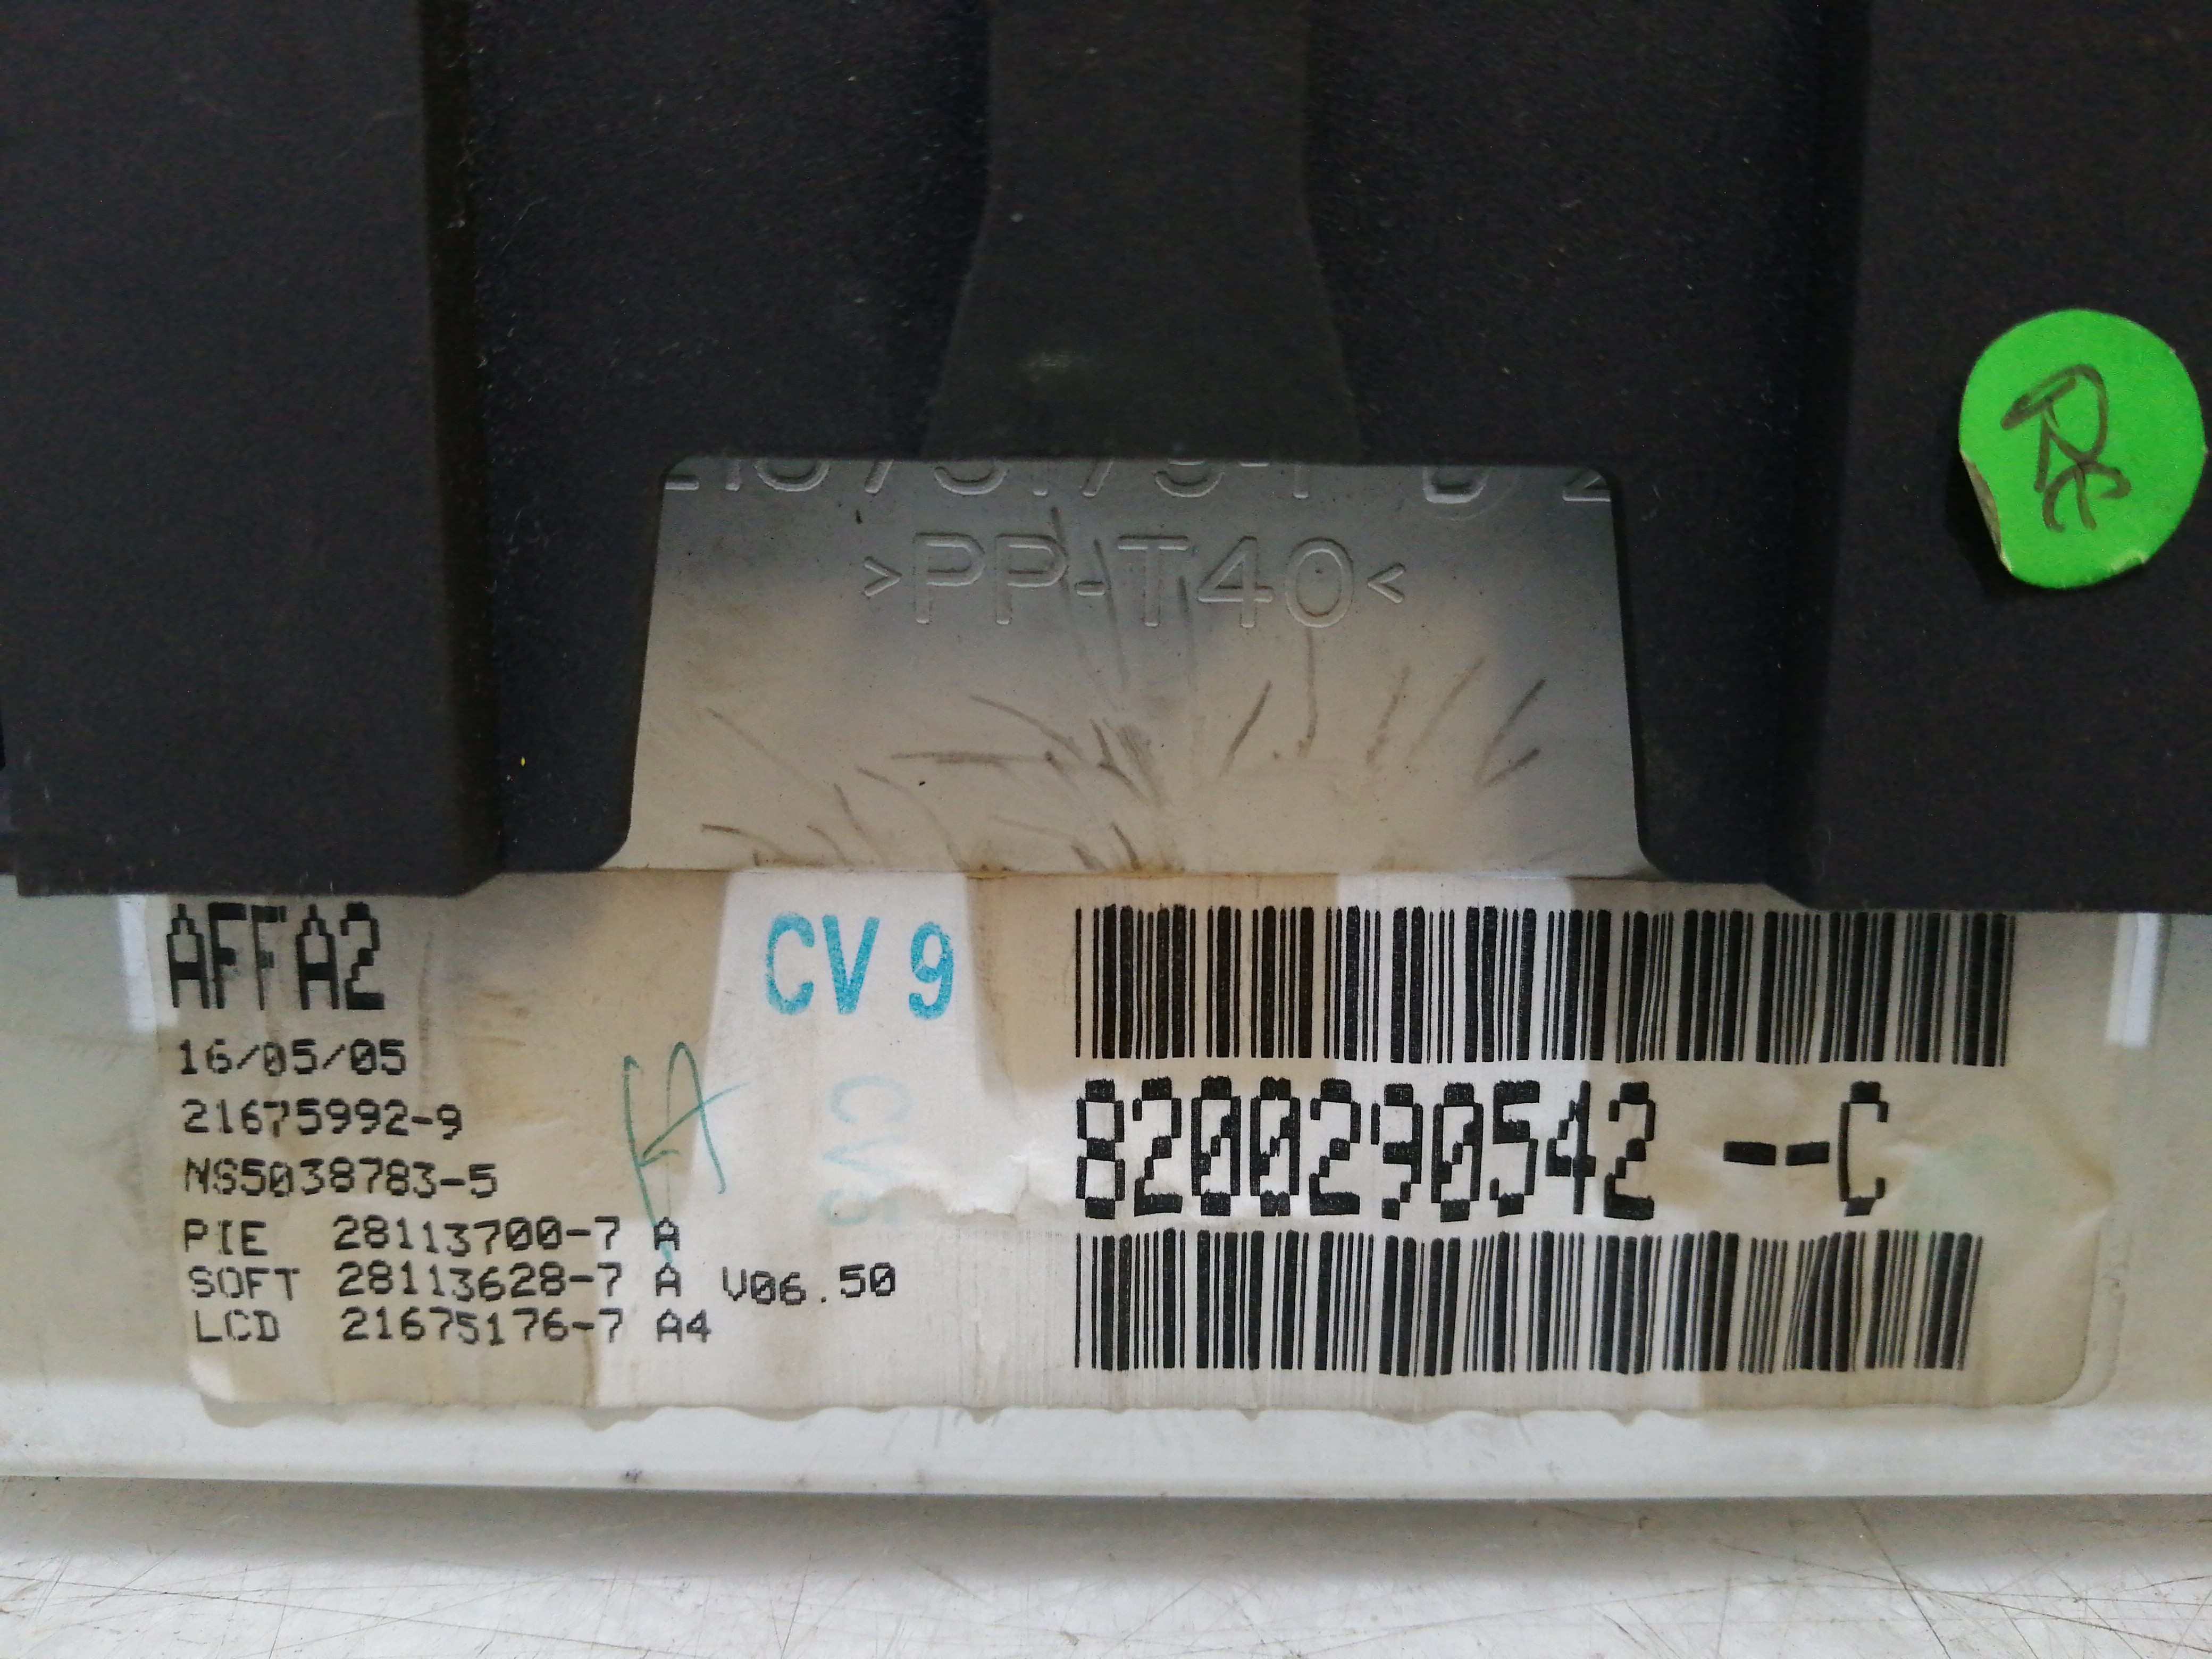 >PP-T40<
AFFA2
CV 9
16/05/05
21675992-9
NS5038783-5
PIE 28113700-7 A
SOFT 28113628-7 A V06.50
LCD 21675176-7 A4
8200290542 --C